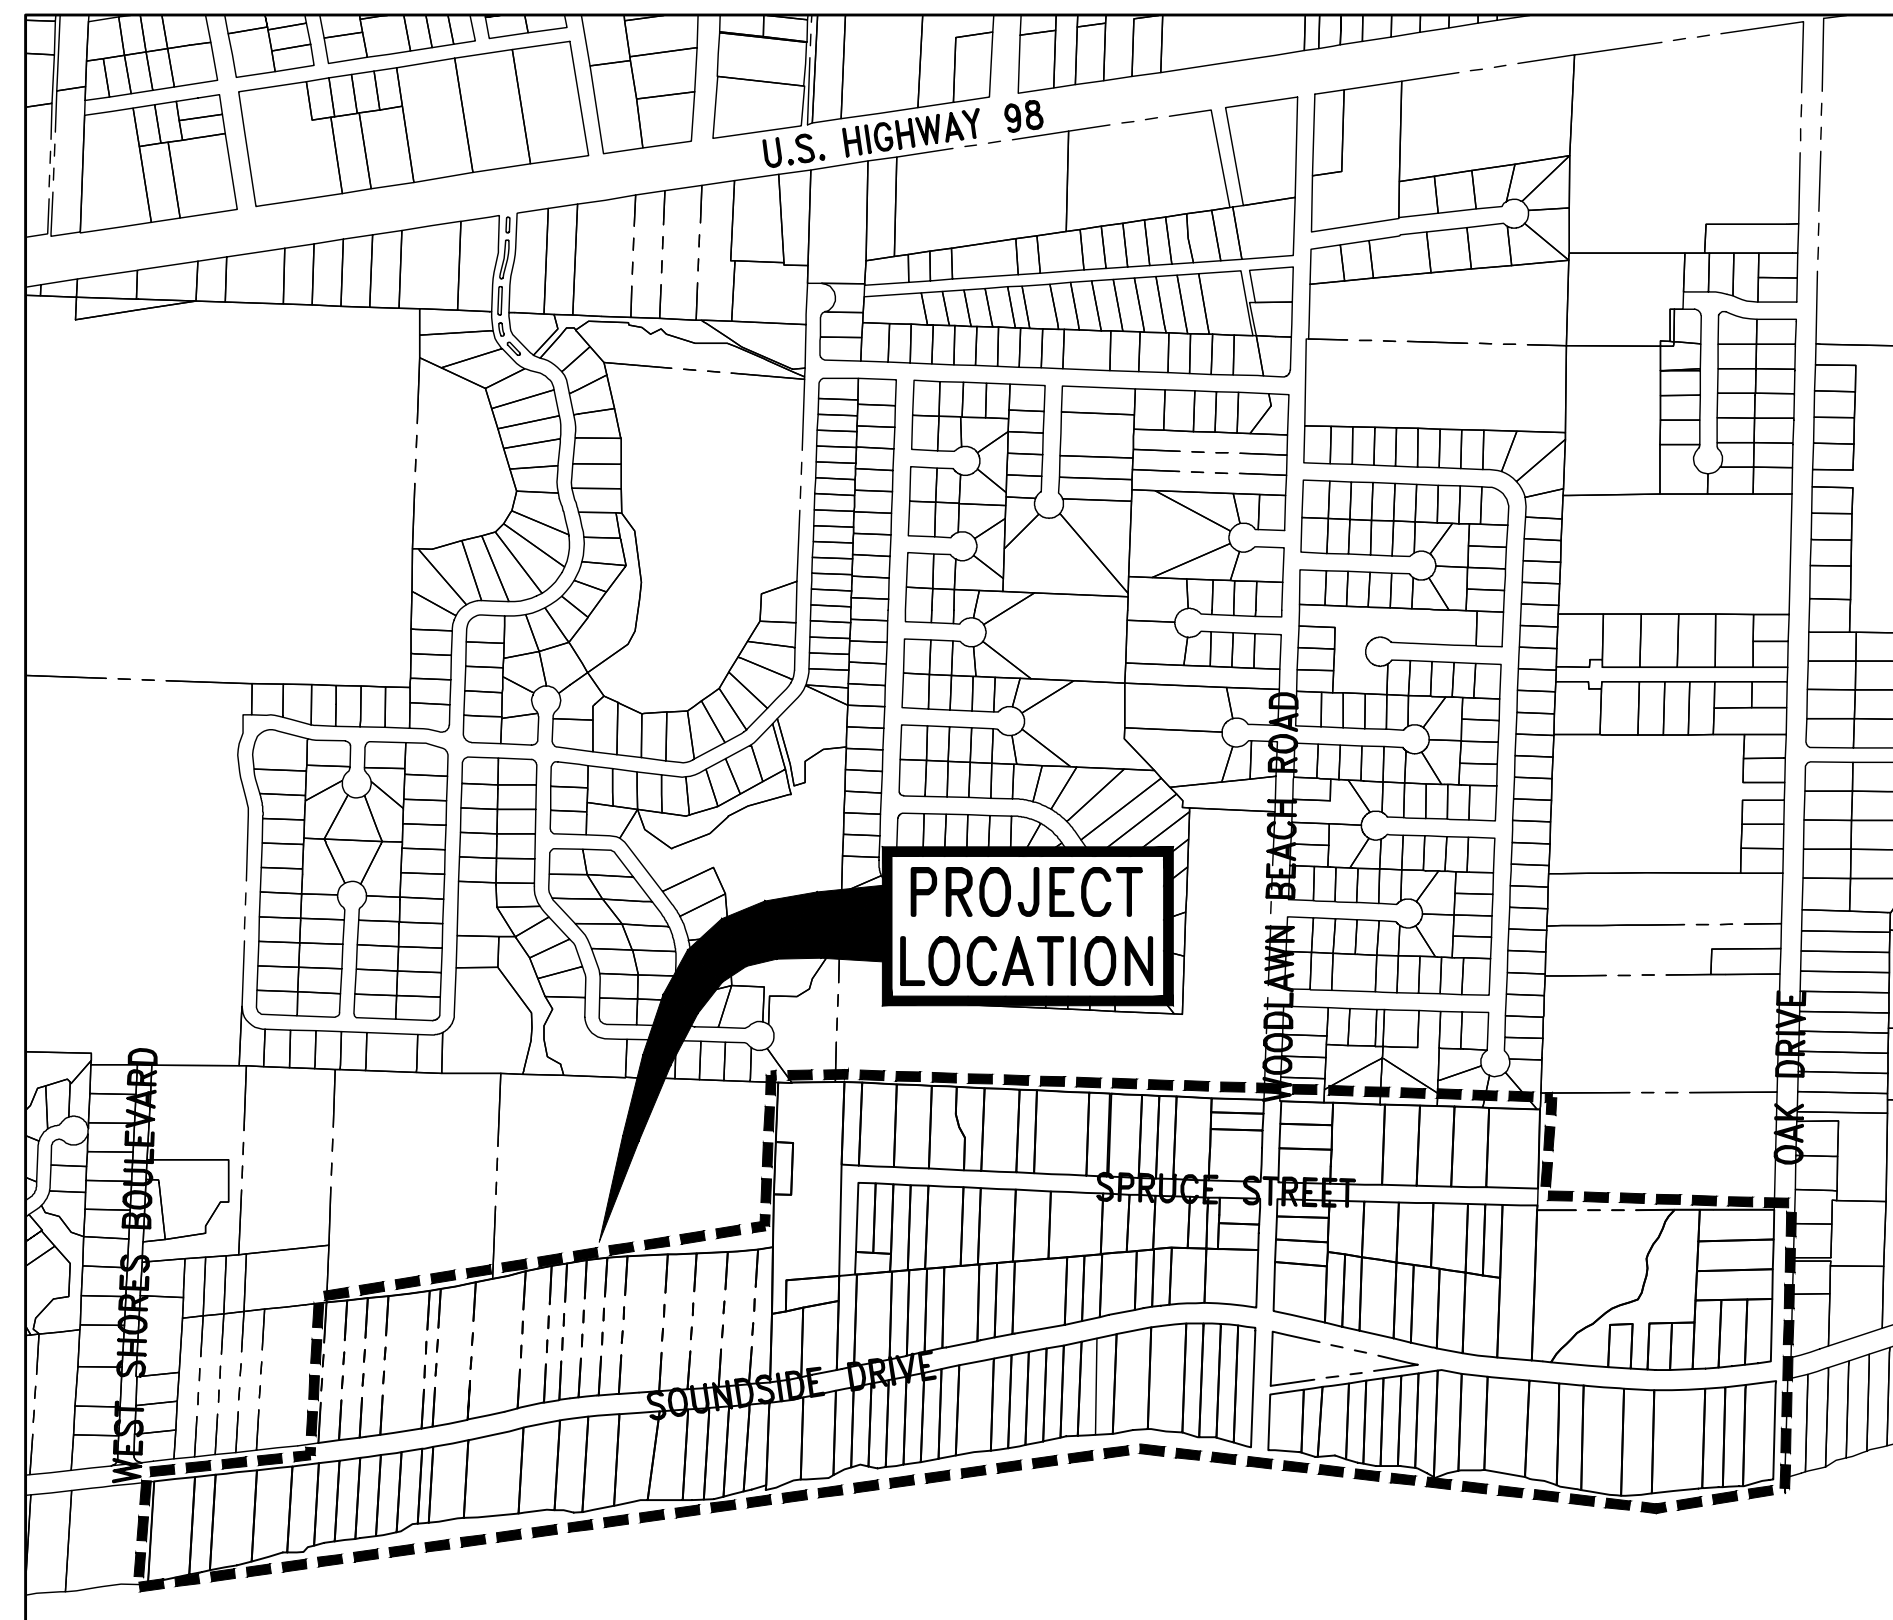 U.S. HIGHWAY 98
WOODLAWN BEACH ROAD
PROJECT
LOCATION
OAK DRIVE
WEST SHORES BOULEVARD
SPRUCE STREET
SOUNDSIDE DRIVE